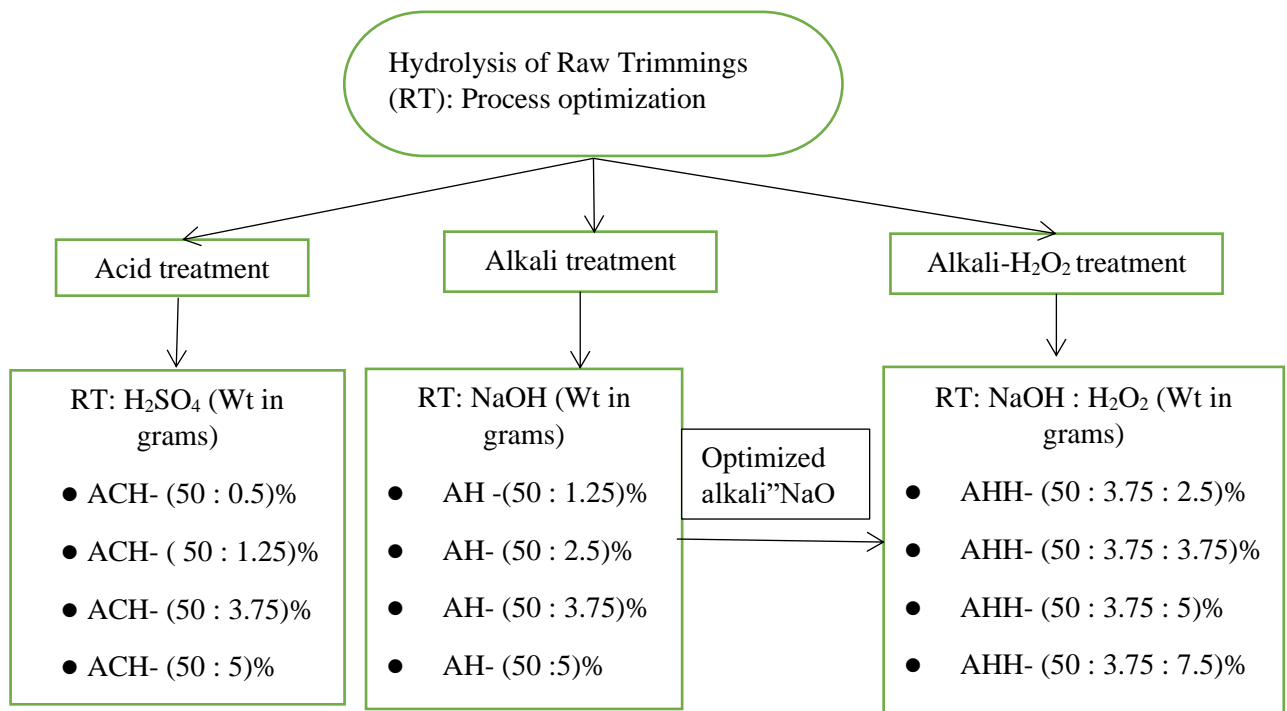 Hydrolysis of Raw Trimmings
(RT): Process optimization
Acid treatment
Alkali treatment
Alkali-H₂O₂ treatment
RT: H₂SO₄ (Wt in
grams)
● ACH- (50 : 0.5)%
● ACH- ( 50 : 1.25)%
● ACH- (50 : 3.75)%
● ACH- (50 : 5)%
RT: NaOH (Wt in
grams)
● AH -(50 : 1.25)%
● AH- (50 : 2.5)%
● AH- (50 : 3.75)%
● AH- (50 :5)%
Optimized
alkali”NaO
RT: NaOH : H₂O₂ (Wt in
grams)
● AHH- (50 : 3.75 : 2.5)%
● AHH- (50 : 3.75 : 3.75)%
● AHH- (50 : 3.75 : 5)%
● AHH- (50 : 3.75 : 7.5)%